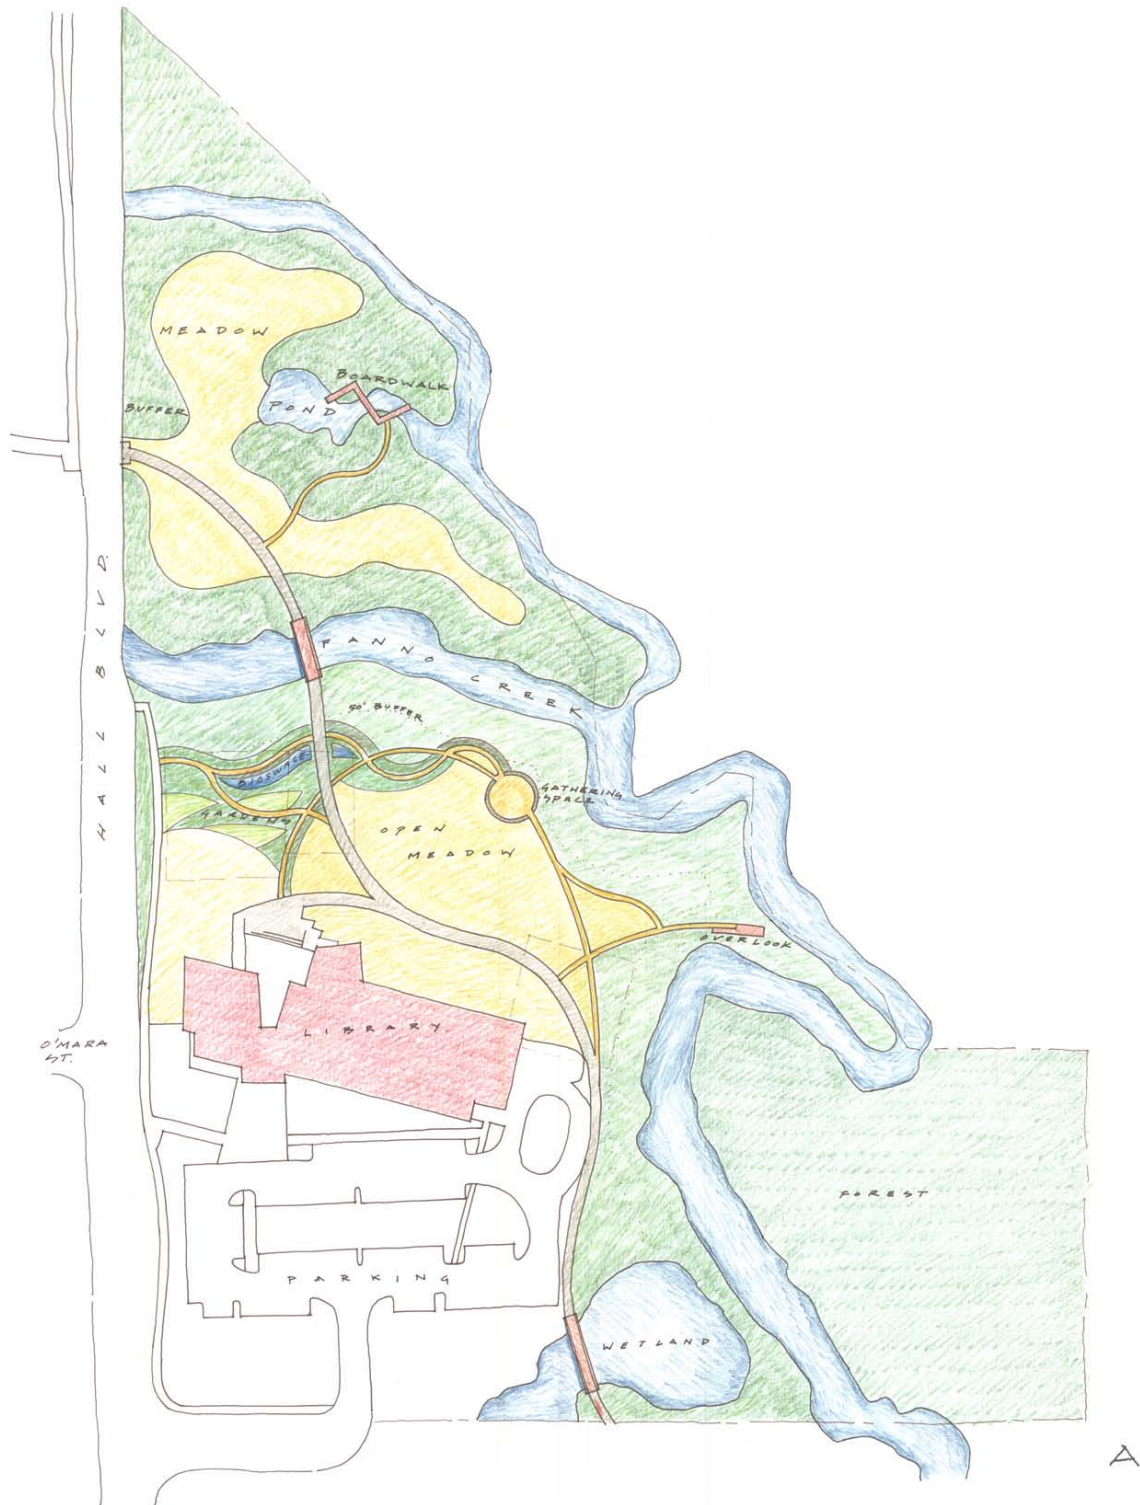 MEADOW
BOARDWALK
BUFFER
POND
HALL BLVD.
FANNO
CREEK
50' BUFFER
BIOSWALE
GATHERING
SPACE
GARDENS
OPEN
MEADOW
OVERLOOK
LIBRARY
O'MARA
ST.
FOREST
PARKING
WETLAND
A